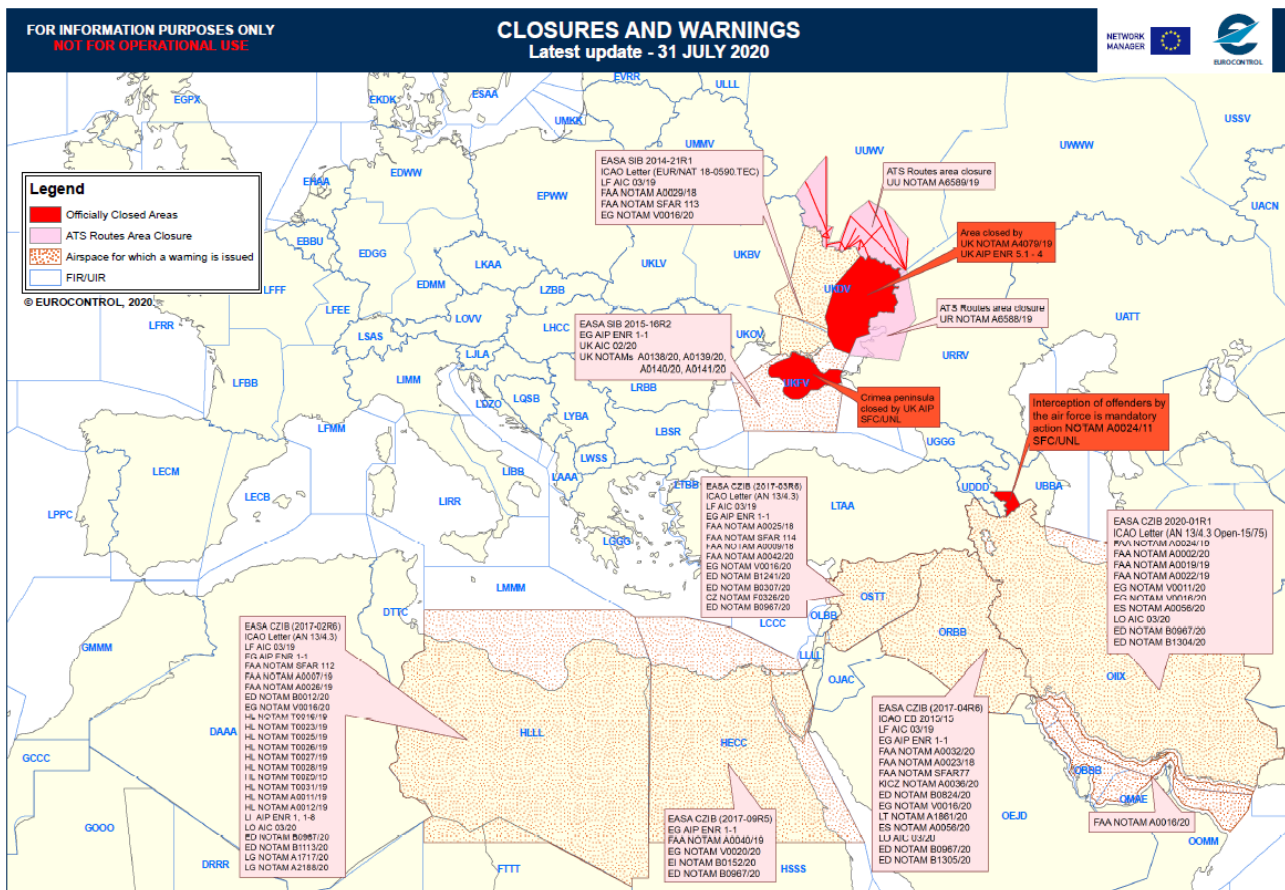 FOR INFORMATION PURPOSES ONLY
NOT FOR OPERATIONAL USE
CLOSURES AND WARNINGS
Latest update - 31 JULY 2020
NETWORK
MANAGER
EUROCONTROL
Legend
Officially Closed Areas
ATS Routes Area Closure
Airspace for which a warning is issued
FIR/UIR
© EUROCONTROL, 2020.
EASA SIB 2014-21R1
ICAO Letter (EUR/NAT 18-0590.TEC)
LF AIC 03/19
FAA NOTAM A0029/18
FAA NOTAM SFAR 113
EG NOTAM V0016/20
ATS Routes area closure
UU NOTAM A6589/19
Area closed by
UK NOTAM A4079/19
UK AIP ENR 5.1 - 4
ATS Routes area closure
UR NOTAM A6588/19
EASA SIB 2015-16R2
EG AIP ENR 1-1
UK AIC 02/20
UK NOTAMs A0138/20, A0139/20,
A0140/20, A0141/20
Crimea peninsula
closed by UK AIP
SFC/UNL
Interception of offenders by
the air force is mandatory
action NOTAM A0024/11
SFC/UNL
EASA CZIB (2017-03R6)
ICAO Letter (AN 13/4.3)
LF AIC 03/19
EG AIP ENR 1-1
FAA NOTAM A0025/18
FAA NOTAM SFAR 114
FAA NOTAM A0009/18
FAA NOTAM A0042/20
EG NOTAM V0016/20
ED NOTAM B1241/20
ED NOTAM B0307/20
CZ NOTAM F0326/20
ED NOTAM B0967/20
EASA CZIB 2020-01R1
ICAO Letter (AN 13/4.3 Open-15/75)
FAA NOTAM
FAA NOTAM A0002/20
FAA NOTAM A0019/19
FAA NOTAM A0022/19
EG NOTAM V0011/20
EG NOTAM V0016/20
ES NOTAM A0056/20
LO AIC 03/20
ED NOTAM B0967/20
ED NOTAM B1304/20
EASA CZIB (2017-02R6)
ICAO Letter (AN 13/4.3)
LF AIC 03/19
EG AIP ENR 1-1
FAA NOTAM SFAR 112
FAA NOTAM A0007/19
FAA NOTAM A0026/19
ED NOTAM B0012/20
EG NOTAM V0016/20
HL NOTAM
HL NOTAM T0023/19
HL NOTAM T0025/19
HL NOTAM T0026/19
HL NOTAM T0027/19
HL NOTAM T0028/19
HL NOTAM
HL NOTAM T0031/19
HL NOTAM A0011/19
HL NOTAM A0012/19
AIP ENR 1, 1-8
LO AIC 03/20
ED NOTAM B0967/20
ED NOTAM B1113/20
LG NOTAM A1717/20
LG NOTAM A2188/20
EASA CZIB (2017-09R5)
EG AIP ENR 1-1
FAA NOTAM A0040/19
EG NOTAM V0020/20
EI NOTAM B0152/20
ED NOTAM B0967/20
EASA CZIB (2017-04R6)
ICAO
LF AIC 03/19
EG AIP ENR 1-1
FAA NOTAM A0032/20
FAA NOTAM A0023/18
FAA NOTAM SFAR77
KICZ NOTAM A0036/20
ED NOTAM B0824/20
EG NOTAM V0016/20
LT NOTAM A1861/20
ES NOTAM A0056/20
LO AIC 03/20
ED NOTAM B0967/20
ED NOTAM B1305/20
FAA NOTAM A0016/20
EGPX
EKDK
ESAA
EVRR
ULLL
UMKK
UMMV
UUWV
UWWW
USSV
UACN
EHAA
EDWW
EPWW
EBBU
EDGG
LKAA
UKLV
UKBV
UKDV
LFFF
LFEE
EDMM
LZBB
LOVV
LHCC
UKOV
UATT
LFRR
LSAS
LJLA
LRBB
UKFV
URRV
LFBB
LIMM
LDZO
LQSB
LYBA
LBSR
LFMM
LECM
LECB
LIBB
LAAA
LWSS
LTBB
UGGG
UDDD
UBBA
LPPC
LIRR
LGGG
LTAA
LMMM
LCCC
OSTT
OLBB
LLLL
ORBB
OIIX
DTTC
GMMM
DAAA
HLLL
HECC
OJAC
GCCC
OBBB
OMAE
OEJD
OOMM
GOOO
DRRR
FTTT
HSSS